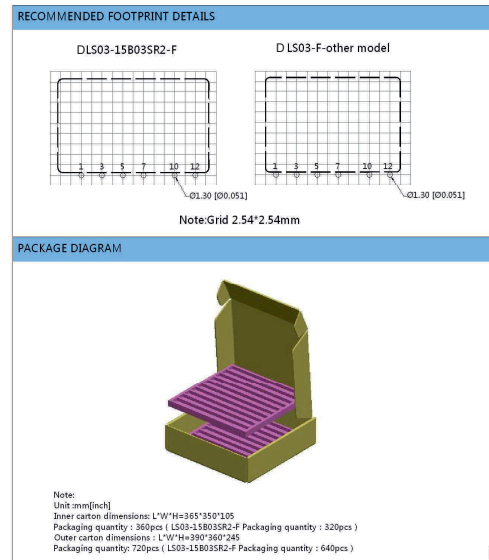 RECOMMENDED FOOTPRINT DETAILS
DLS03-15B03SR2-F
D LS03-F-other model
1 3 5 7 10 12
1 3 5 7 10 12
Ø1.30 [Ø0.051]
Ø1.30 [Ø0.051]
Note:Grid 2.54*2.54mm
PACKAGE DIAGRAM
Note:
Unit :mm[inch]
Inner carton dimensions: L*W*H=365*350*105
Packaging quantity : 360pcs ( LS03-15B03SR2-F Packaging quantity : 320pcs )
Outer carton dimensions : L*W*H=390*360*245
Packaging quantity: 720pcs ( LS03-15B03SR2-F Packaging quantity : 640pcs )